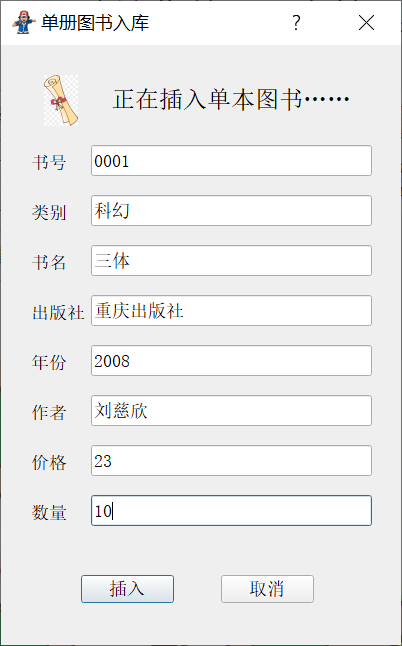 单册图书入库
正在插入单本图书……
书号 0001
类别 科幻
书名 三体
出版社 重庆出版社
年份 2008
作者 刘慈欣
价格 23
数量 10
插入 取消